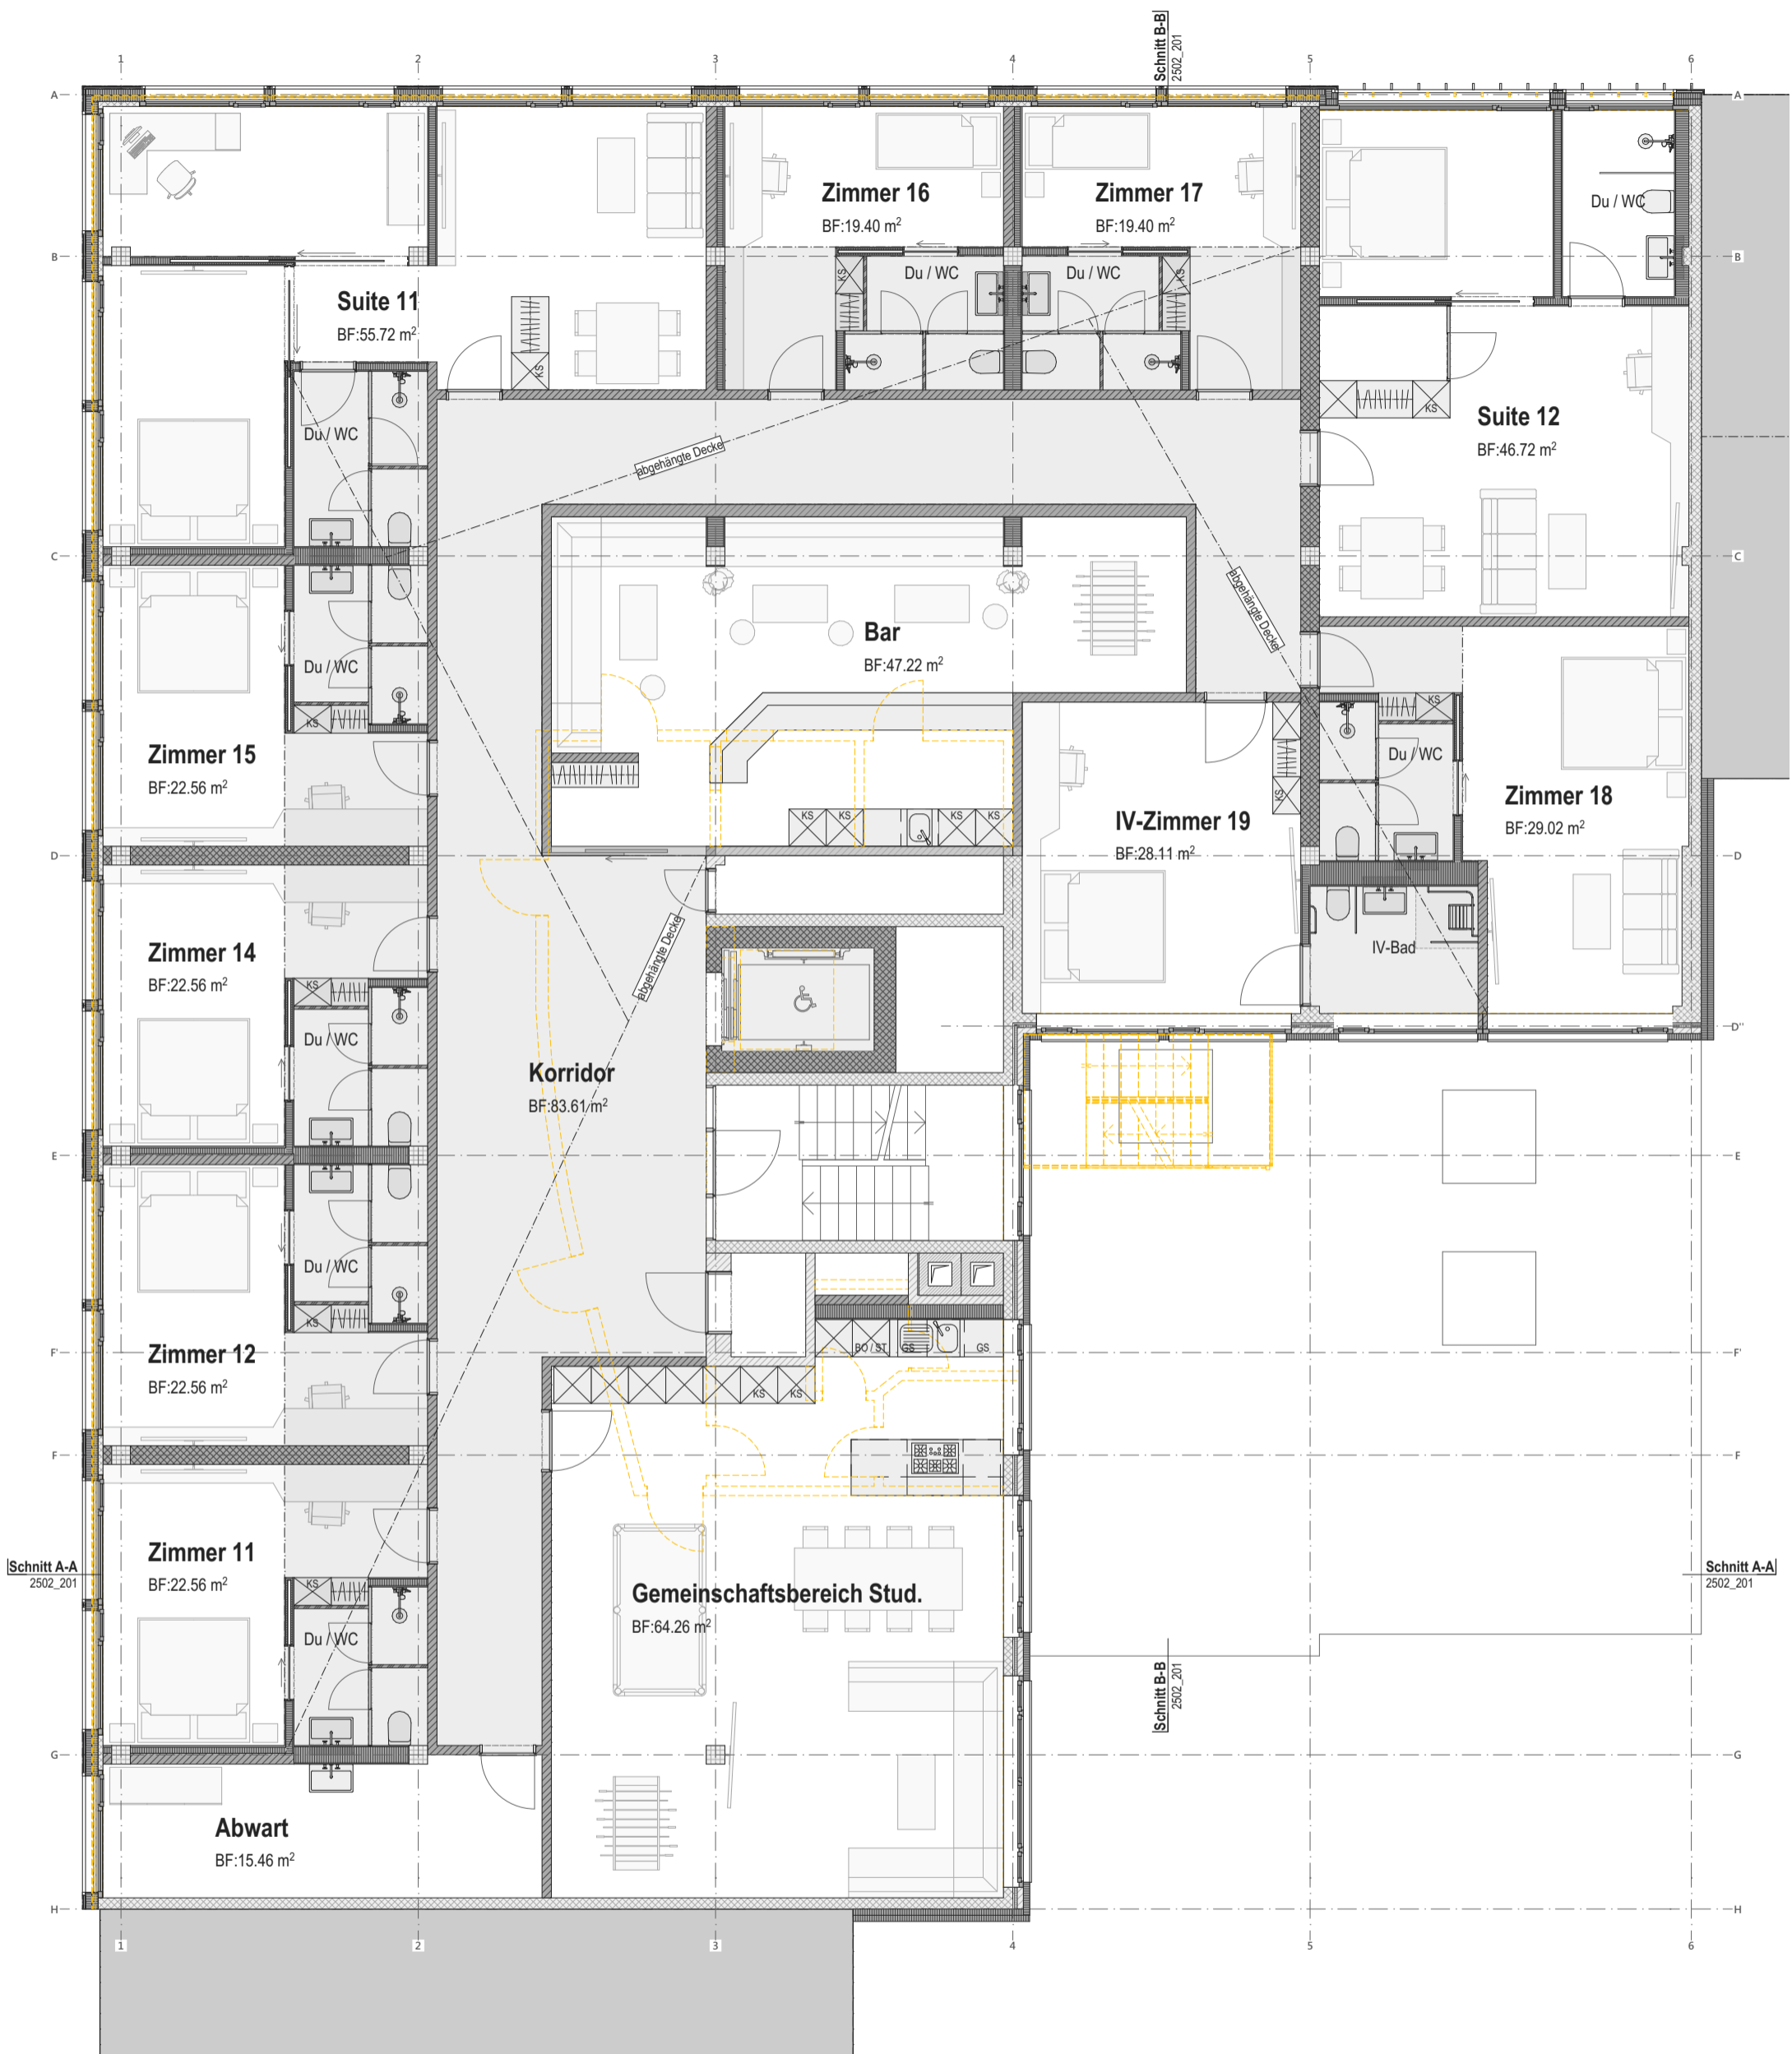 Schnitt B-B
2502_201
1 2 3 4 5 6
A A
Zimmer 16
BF:19.40 m²
Zimmer 17
BF:19.40 m²
Du / WC
B B
Du / WC
Du / WC
KS
KS
Suite 11
BF:55.72 m²
KS
Suite 12
BF:46.72 m²
KS
Du / WC
abgehängte Decke
C C
abgehängte Decke
Bar
BF:47.22 m²
Du / WC
KS
KS
Zimmer 15
BF:22.56 m²
Du / WC
KS
KS KS KS KS
IV-Zimmer 19
BF:28.11 m²
Zimmer 18
BF:29.02 m²
D D
abgehängte Decke
Zimmer 14
BF:22.56 m²
KS
IV-Bad
D''
Du / WC
Korridor
BF:83.61 m²
E E
Du / WC
KS
Zimmer 12
BF:22.56 m²
F' F'
BO / ST GS GS
KS KS
F F
Zimmer 11
BF:22.56 m²
KS
Schnitt A-A
2502_201
Schnitt A-A
2502_201
Gemeinschaftsbereich Stud.
BF:64.26 m²
Du / WC
Schnitt B-B
2502_201
G G
Abwart
BF:15.46 m²
H H
1 2 3 4 5 6